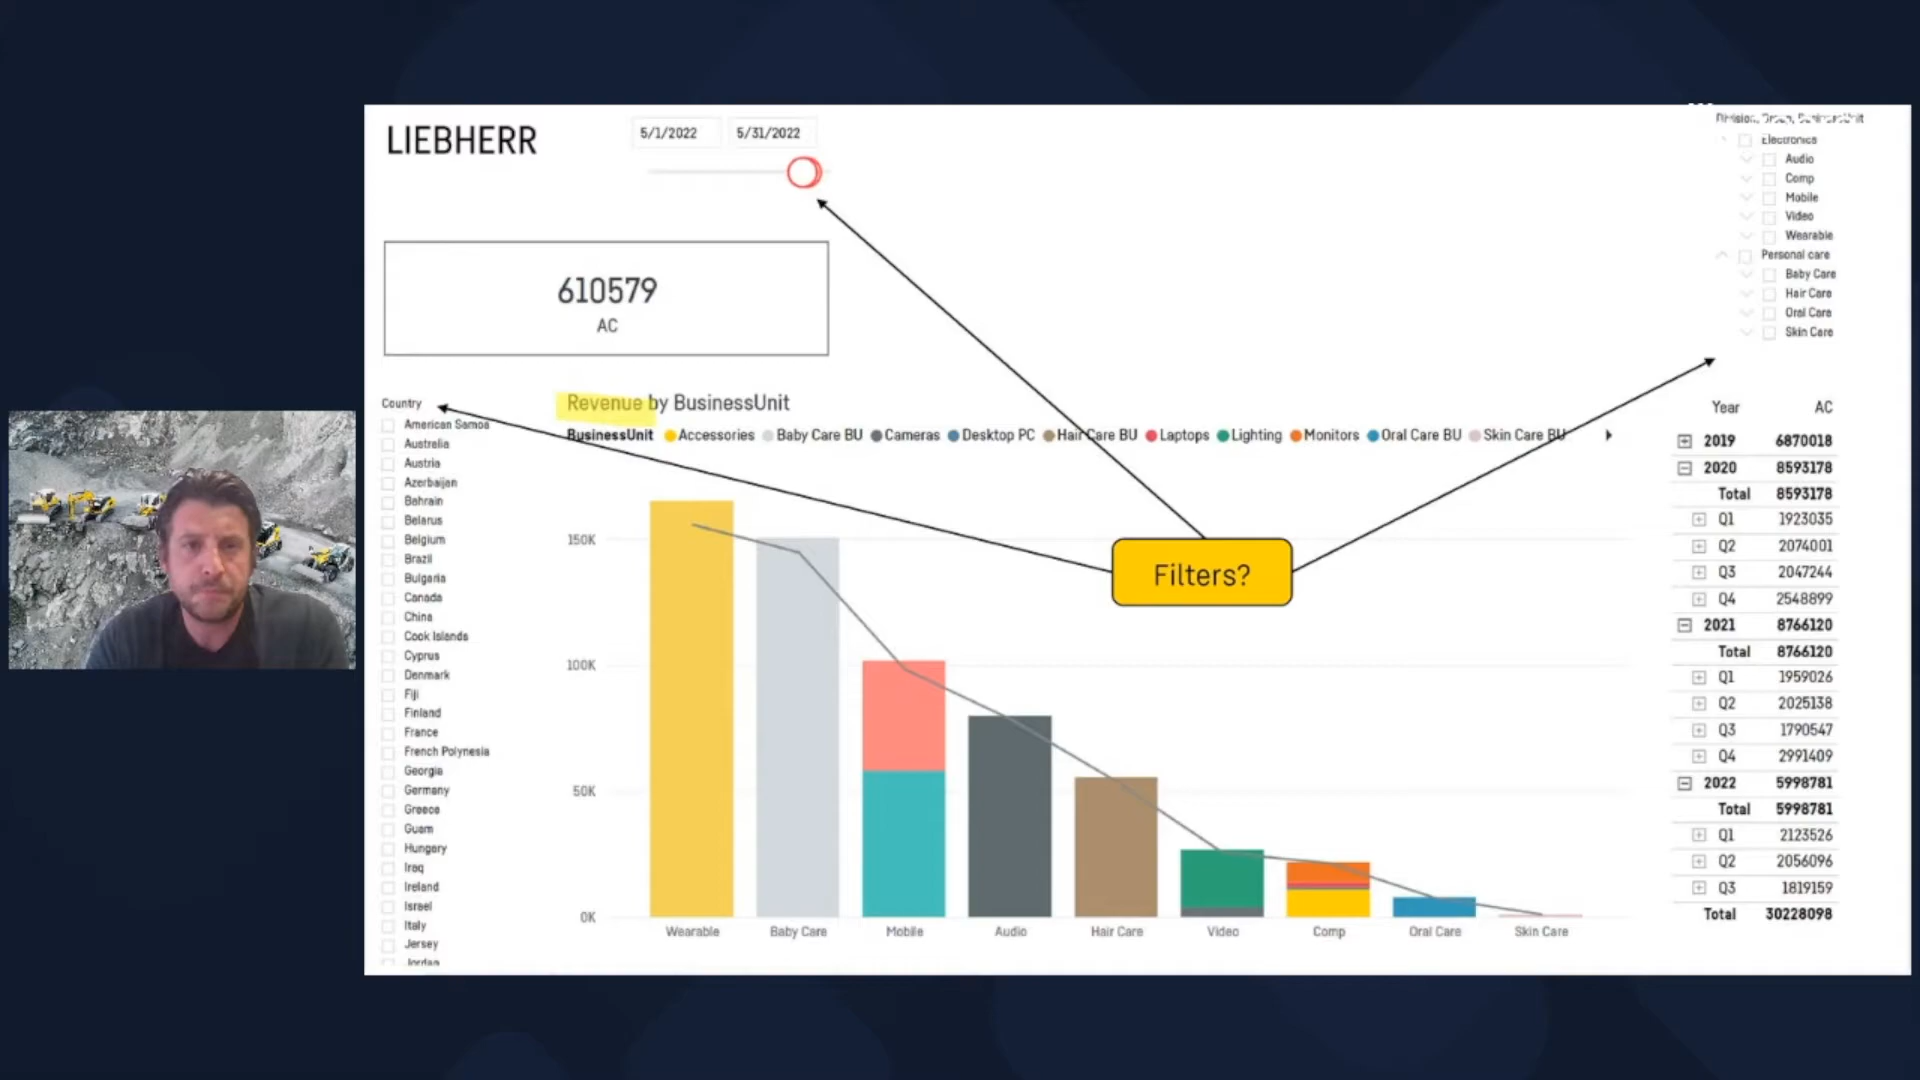 LIEBHERR
5/1/2022
5/31/2022
610579
AC
Country
American Samoa
Australia
Austria
Azerbaijan
Bahrain
Belarus
Belgium
Brazil
Bulgaria
Canada
China
Cook Islands
Cyprus
Denmark
Fiji
Finland
France
French Polynesia
Georgia
Germany
Greece
Guam
Hungary
Iraq
Ireland
Israel
Italy
Jersey
Jordan
Revenue by BusinessUnit
BusinessUnit Accessories Baby Care BU Cameras Desktop PC Hair Care BU Laptops Lighting Monitors Oral Care BU Skin Care BU
150K
100K
50K
0K
Wearable Baby Care Mobile Audio Hair Care Video Comp Oral Care Skin Care
Filters?
Division, Group, BusinessUnit
Electronics
Audio
Comp
Mobile
Video
Wearable
Personal care
Baby Care
Hair Care
Oral Care
Skin Care
Year AC
2019 6870018
2020 8593178
Total 8593178
Q1 1923035
Q2 2074001
Q3 2047244
Q4 2548899
2021 8766120
Total 8766120
Q1 1959026
Q2 2025138
Q3 1790547
Q4 2991409
2022 5998781
Total 5998781
Q1 2123526
Q2 2056096
Q3 1819159
Total 30228098